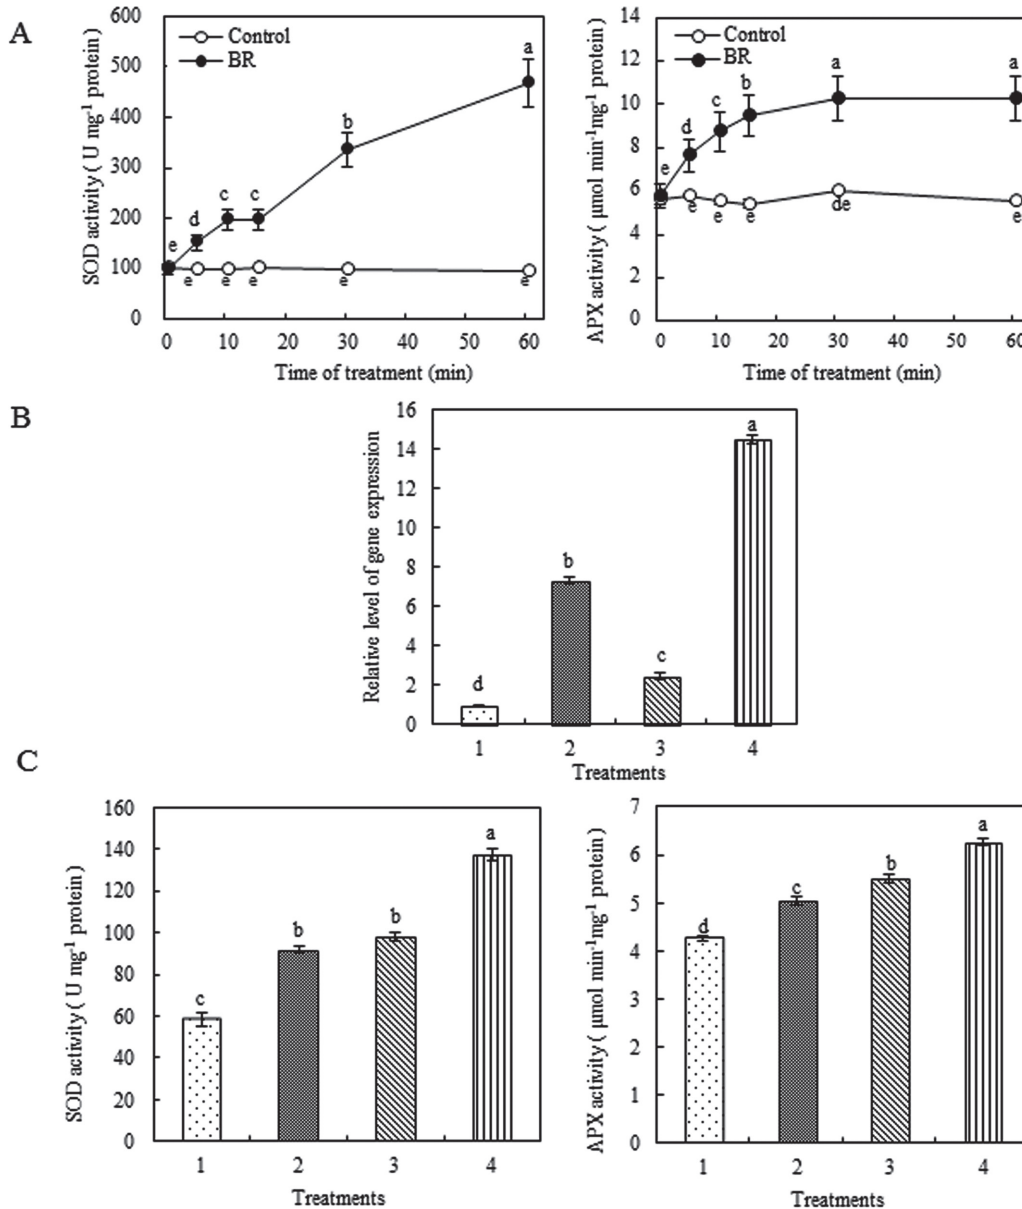 A
SOD activity ( U mg⁻¹ protein)
600
500
400
300
200
100
0
Control
BR
e
d
c
c
b
a
e
e
e
e
e
0 10 20 30 40 50 60
Time of treatment (min)
APX activity ( μmol min⁻¹mg⁻¹ protein)
14
12
10
8
6
4
2
0
Control
BR
e
d
c
b
a
a
e
e
e
de
e
0 10 20 30 40 50 60
Time of treatment (min)
B
Relative level of gene expression
16
14
12
10
8
6
4
2
0
d
b
c
a
1 2 3 4
Treatments
C
SOD activity ( U mg⁻¹ protein)
160
140
120
100
80
60
40
20
0
c
b
b
a
1 2 3 4
Treatments
APX activity ( μmol min⁻¹mg⁻¹ protein)
7
6
5
4
3
2
1
0
d
c
b
a
1 2 3 4
Treatments